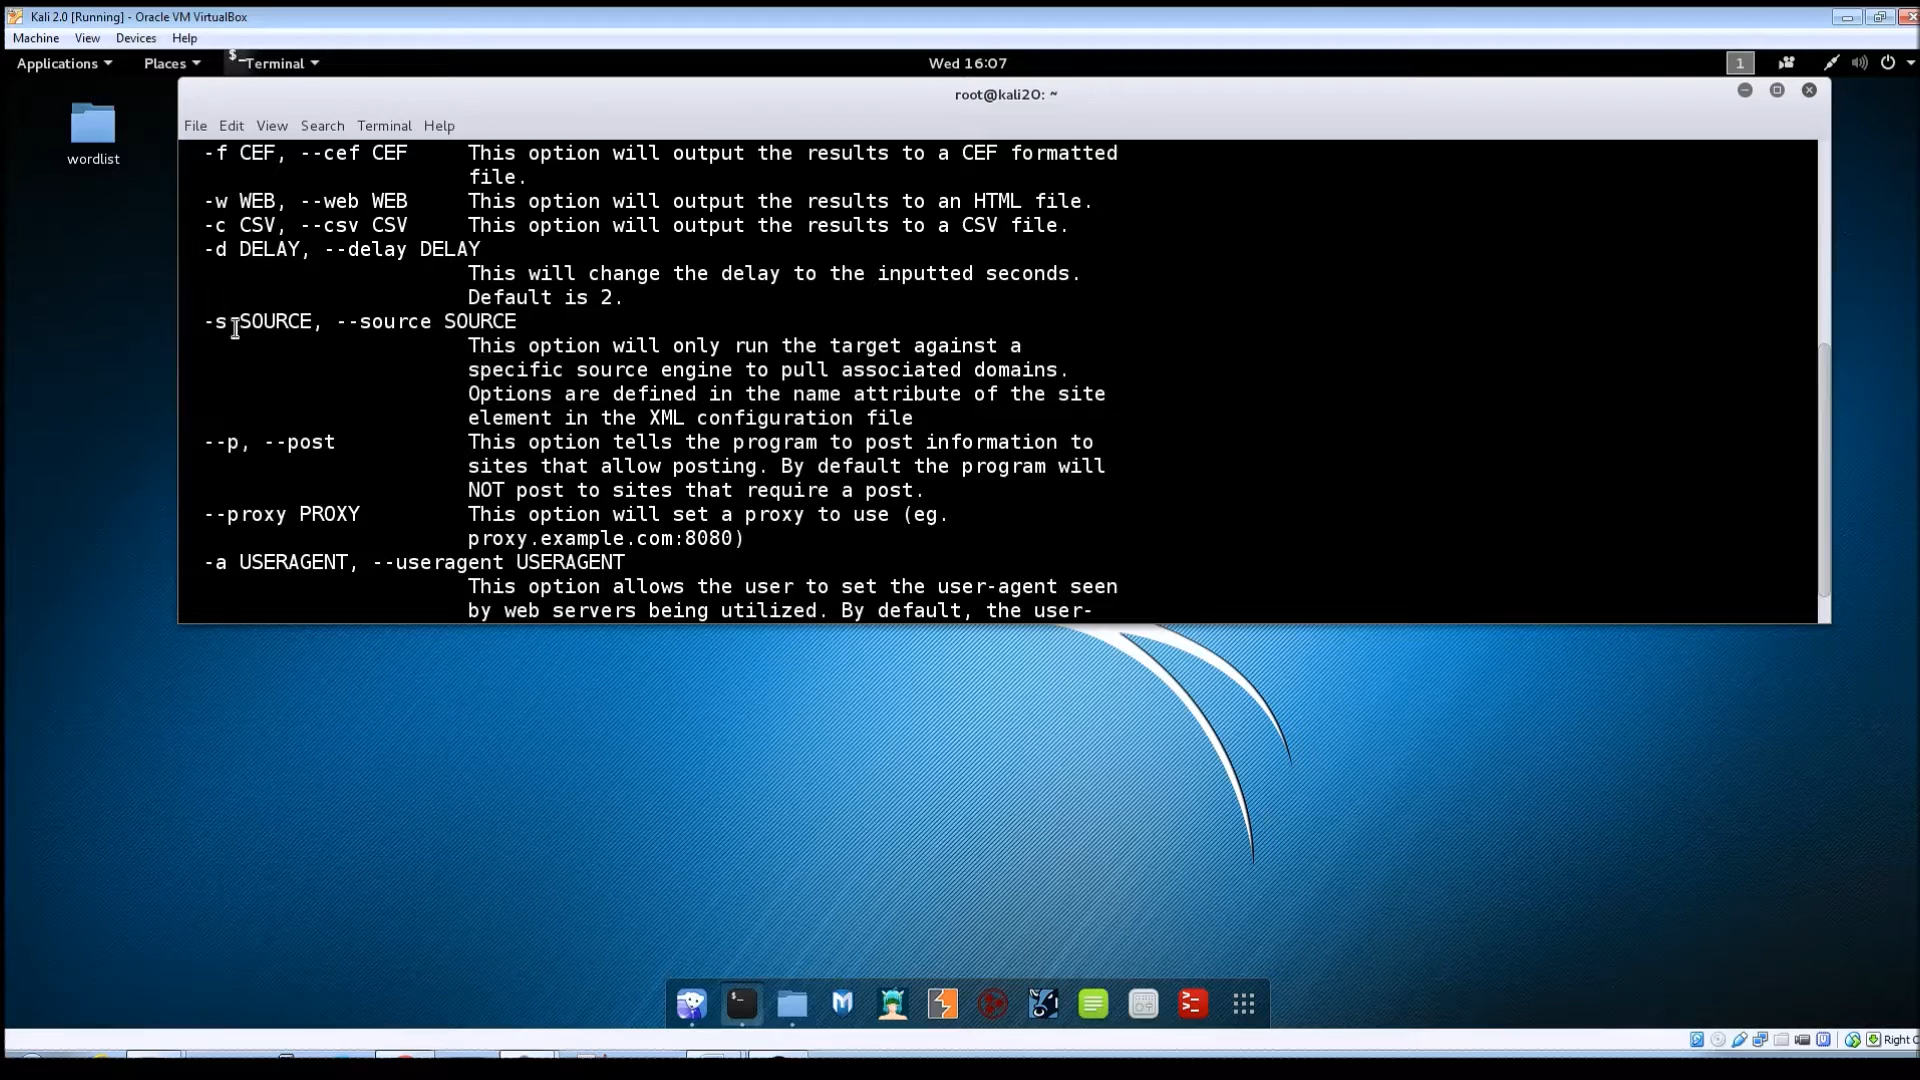 Kali 2.0 [Running] - Oracle VM VirtualBox
Machine View Devices Help
Applications Places Terminal Wed 16:07 1
wordlist
root@kali20: ~
File Edit View Search Terminal Help
-f CEF, --cef CEF This option will output the results to a CEF formatted
file.
-w WEB, --web WEB This option will output the results to an HTML file.
-c CSV, --csv CSV This option will output the results to a CSV file.
-d DELAY, --delay DELAY
This will change the delay to the inputted seconds.
Default is 2.
-s SOURCE, --source SOURCE
This option will only run the target against a
specific source engine to pull associated domains.
Options are defined in the name attribute of the site
element in the XML configuration file
--p, --post This option tells the program to post information to
sites that allow posting. By default the program will
NOT post to sites that require a post.
--proxy PROXY This option will set a proxy to use (eg.
proxy.example.com:8080)
-a USERAGENT, --useragent USERAGENT
This option allows the user to set the user-agent seen
by web servers being utilized. By default, the user-
Right C